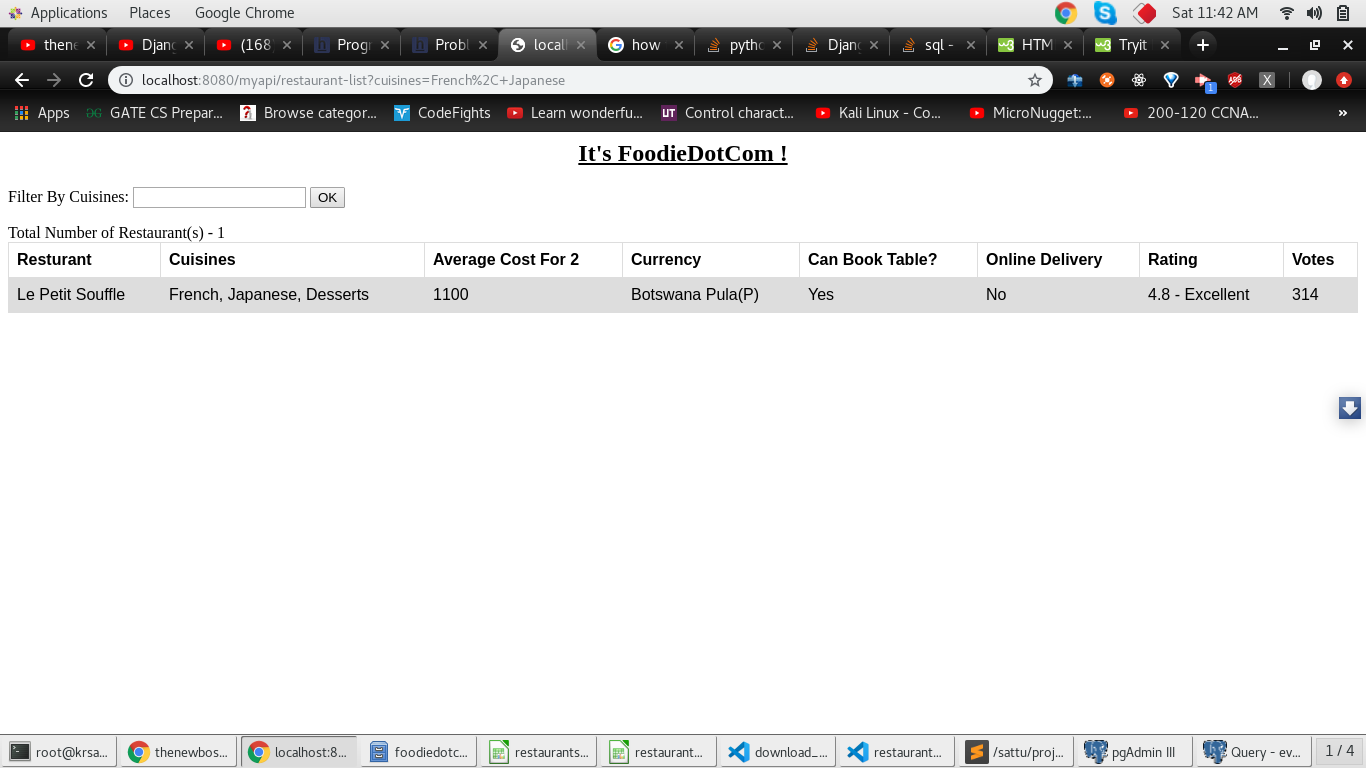 Applications Places Google Chrome Sat 11:42 AM
thene Djang (168 Progr Probl localh how pytho Djang sql - HTM Tryit
localhost:8080/myapi/restaurant-list?cuisines=French%2C+Japanese
Apps GATE CS Prepar... Browse categor... CodeFights Learn wonderfu... UT Control charact... Kali Linux - Co... MicroNugget:... 200-120 CCNA... »
It's FoodieDotCom !
Filter By Cuisines: OK
Total Number of Restaurant(s) - 1
Resturant Cuisines Average Cost For 2 Currency Can Book Table? Online Delivery Rating Votes
Le Petit Souffle French, Japanese, Desserts 1100 Botswana Pula(P) Yes No 4.8 - Excellent 314
root@krsa... thenewbos... localhost:8... foodiedotc... restaurants... restaurant... download_... restaurant... /sattu/proj... pgAdmin III Query - ev... 1 / 4